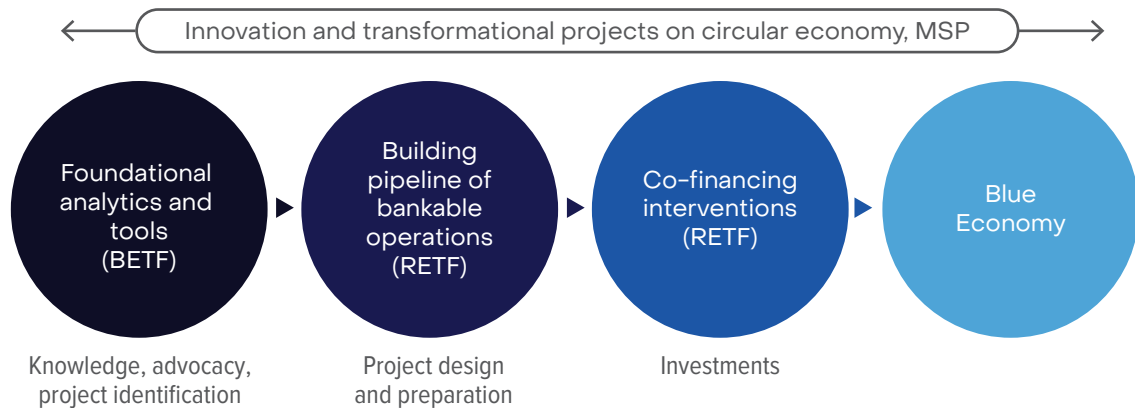 Innovation and transformational projects on circular economy, MSP
Foundational
analytics and
tools
(BETF)
Building
pipeline of
bankable
operations
(RETF)
Co-financing
interventions
(RETF)
Blue
Economy
Knowledge, advocacy,
project identification
Project design
and preparation
Investments